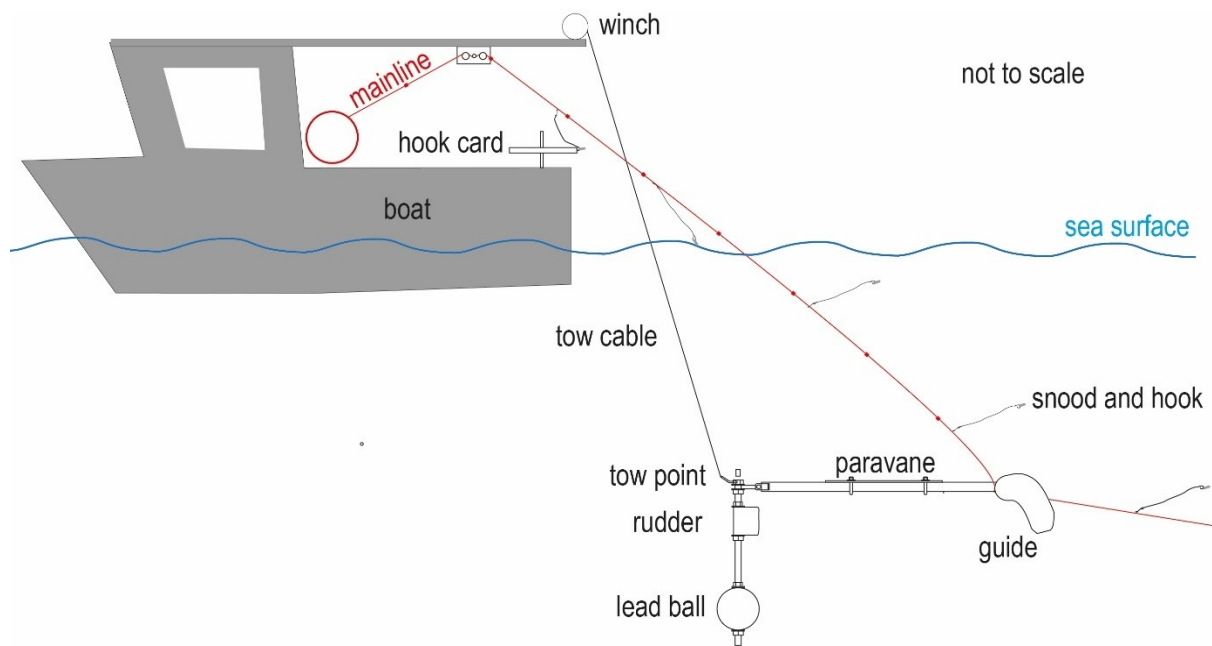 winch
not to scale
mainline
hook card
boat
sea surface
tow cable
snood and hook
paravane
tow point
rudder
guide
lead ball